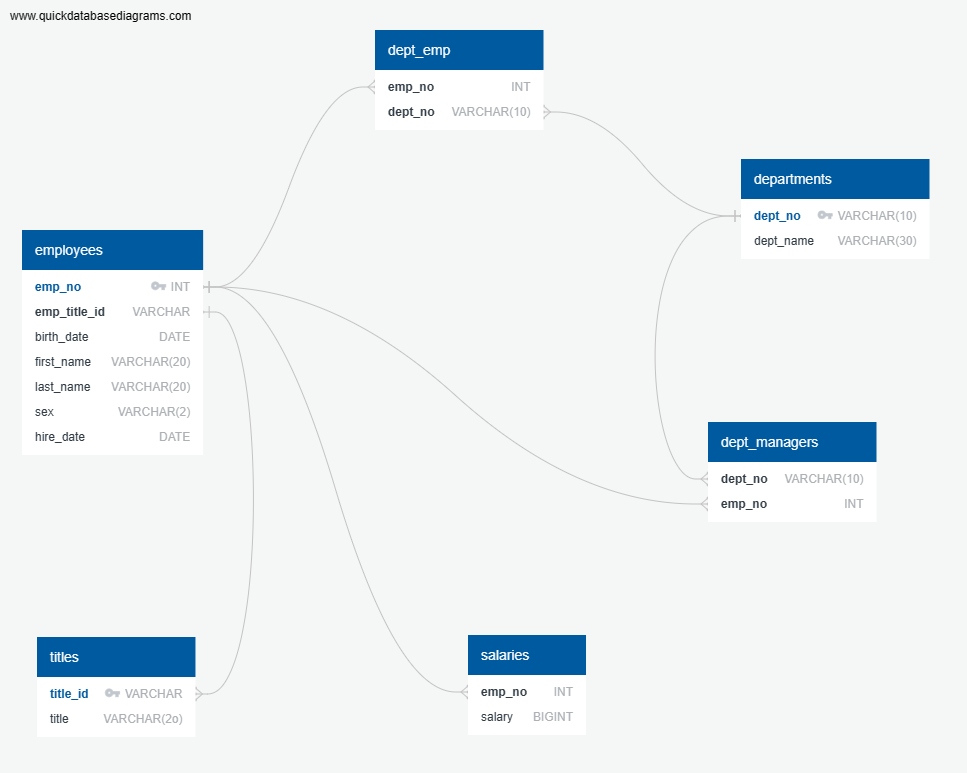 www.quickdatabasediagrams.com
dept_emp
emp_no INT
dept_no VARCHAR(10)
departments
dept_no VARCHAR(10)
dept_name VARCHAR(30)
employees
emp_no INT
emp_title_id VARCHAR
birth_date DATE
first_name VARCHAR(20)
last_name VARCHAR(20)
sex VARCHAR(2)
hire_date DATE
dept_managers
dept_no VARCHAR(10)
emp_no INT
titles
title_id VARCHAR
title VARCHAR(2o)
salaries
emp_no INT
salary BIGINT